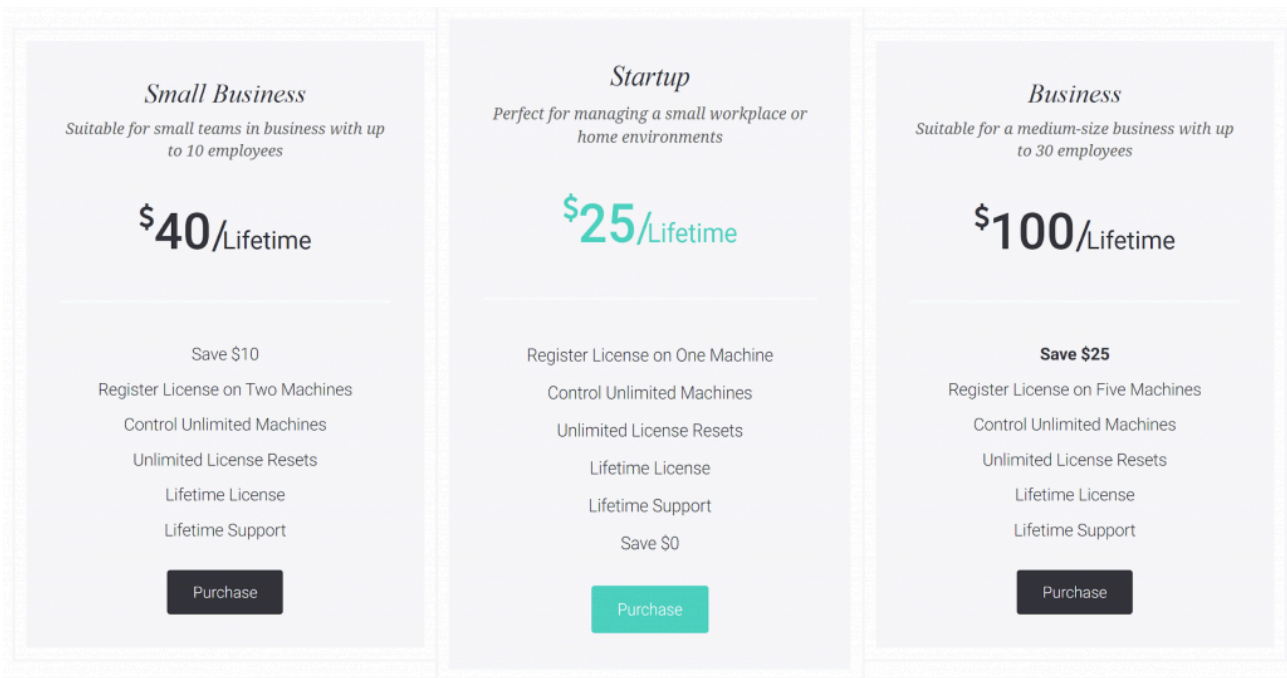 Small Business
Suitable for small teams in business with up
to 10 employees
$40/Lifetime
Save $10
Register License on Two Machines
Control Unlimited Machines
Unlimited License Resets
Lifetime License
Lifetime Support
Purchase
Startup
Perfect for managing a small workplace or
home environments
$25/Lifetime
Register License on One Machine
Control Unlimited Machines
Unlimited License Resets
Lifetime License
Lifetime Support
Save $0
Purchase
Business
Suitable for a medium-size business with up
to 30 employees
$100/Lifetime
Save $25
Register License on Five Machines
Control Unlimited Machines
Unlimited License Resets
Lifetime License
Lifetime Support
Purchase